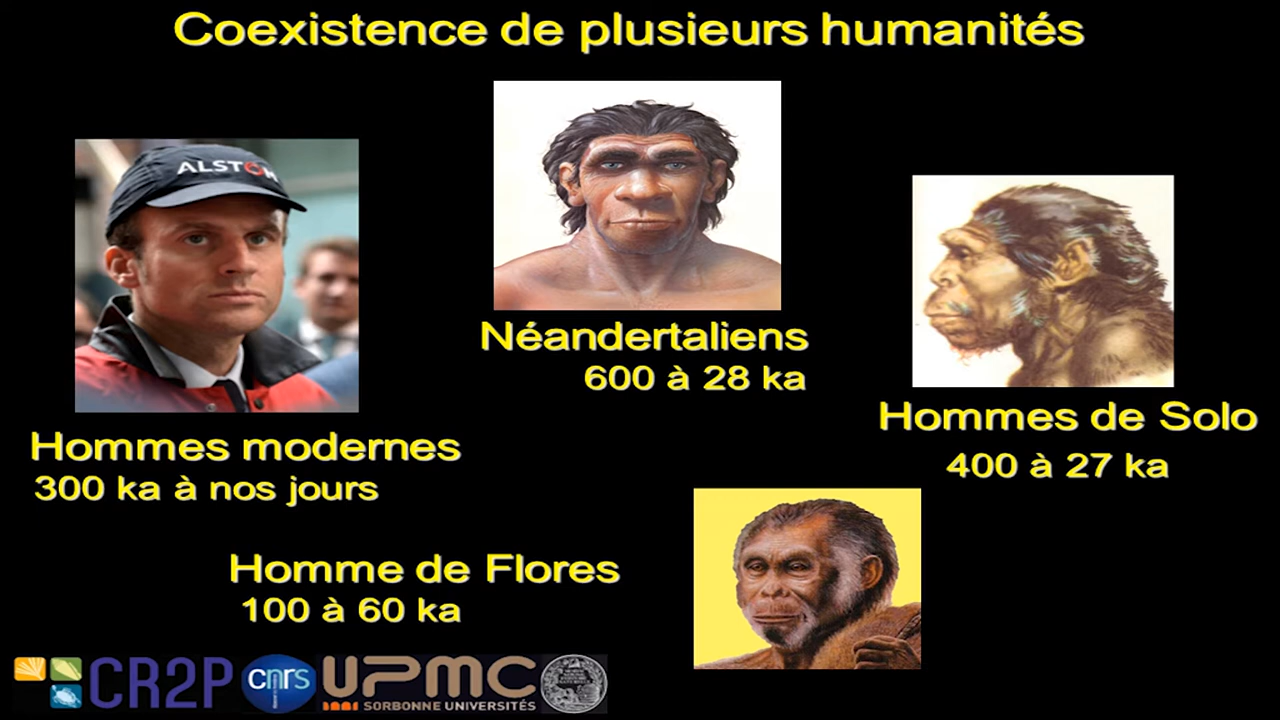 Coexistence de plusieurs humanités
ALSTOM
Néandertaliens
600 à 28 ka
Hommes de Solo
400 à 27 ka
Hommes modernes
300 ka à nos jours
Homme de Flores
100 à 60 ka
CR2P
cnrs
UPMC
SORBONNE UNIVERSITÉS